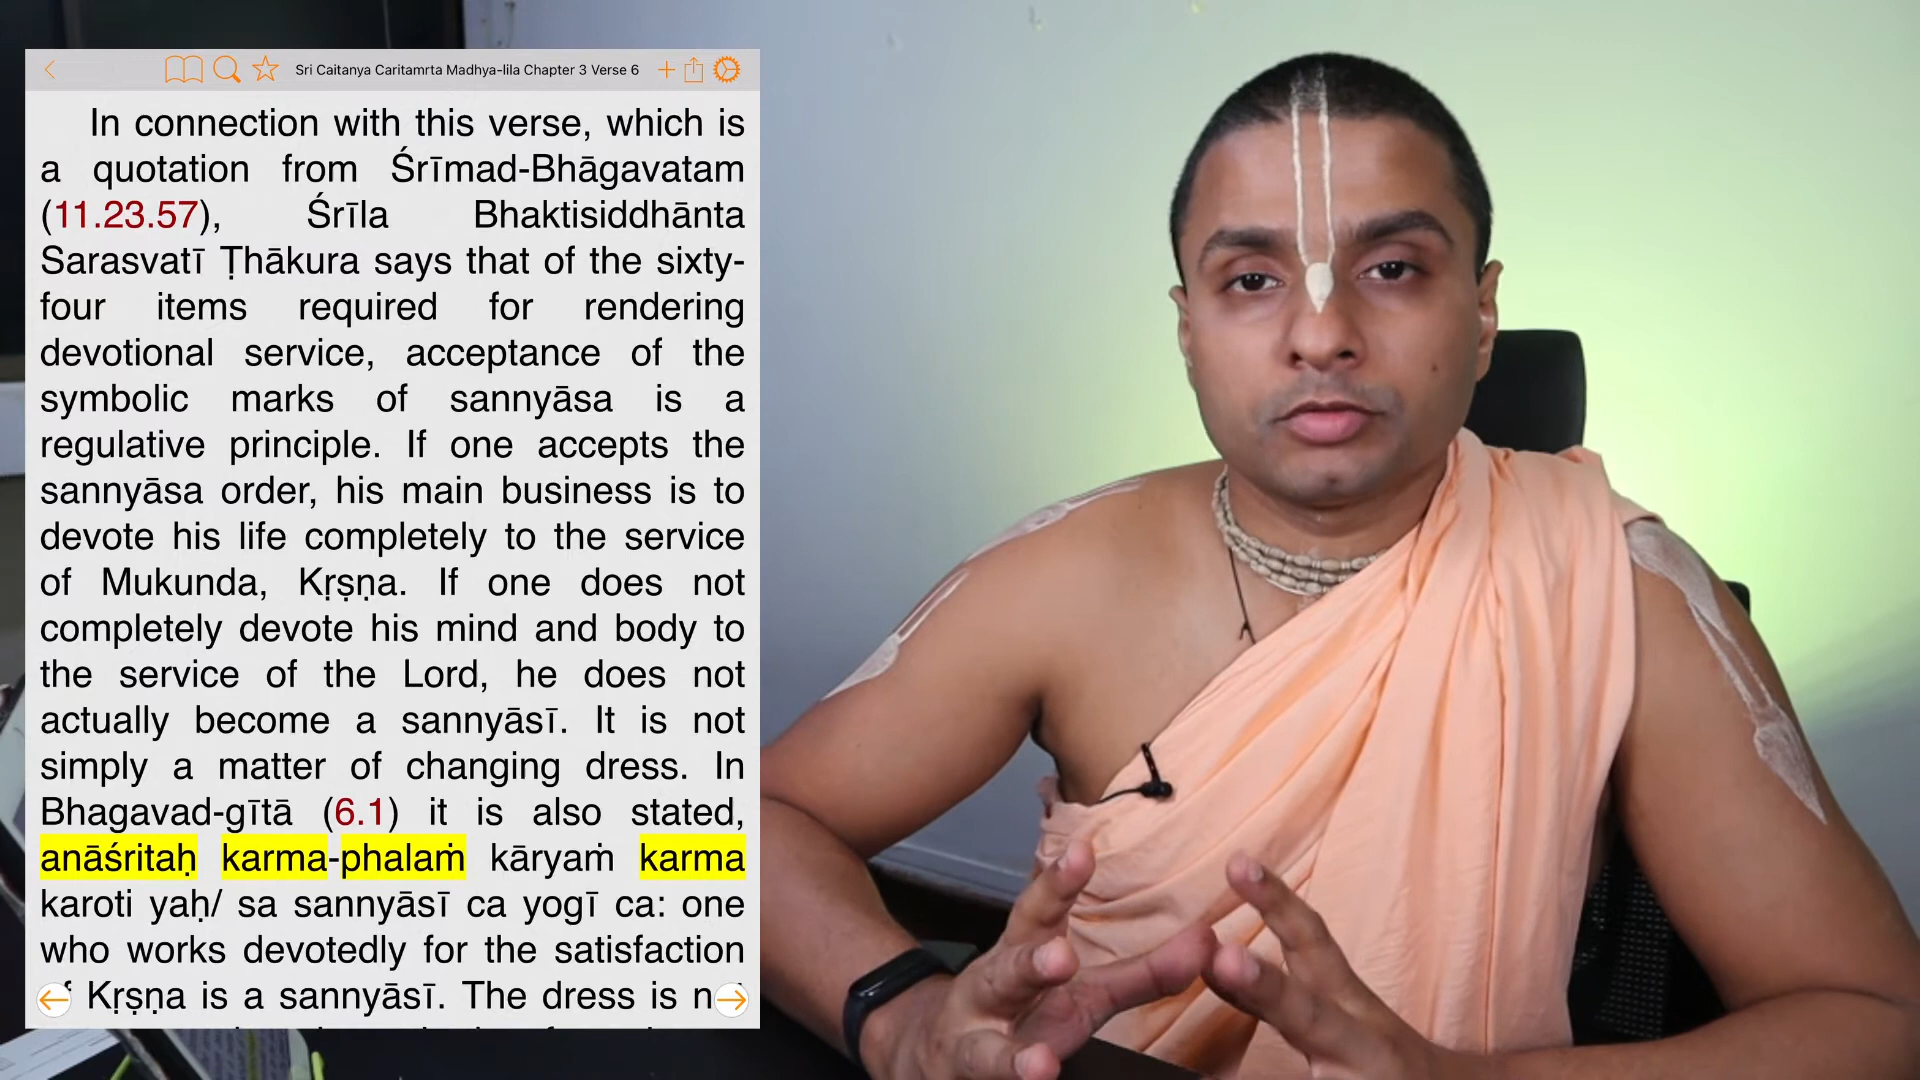 Sri Caitanya Caritamrta Madhya-lila Chapter 3 Verse 6
In connection with this verse, which is
a quotation from Śrīmad-Bhāgavatam
(11.23.57), Śrīla Bhaktisiddhānta
Sarasvatī Ṭhākura says that of the sixty-
four items required for rendering
devotional service, acceptance of the
symbolic marks of sannyāsa is a
regulative principle. If one accepts the
sannyāsa order, his main business is to
devote his life completely to the service
of Mukunda, Kṛṣṇa. If one does not
completely devote his mind and body to
the service of the Lord, he does not
actually become a sannyāsī. It is not
simply a matter of changing dress. In
Bhagavad-gītā (6.1) it is also stated,
anāśritaḥ karma-phalaṁ kāryaṁ karma
karoti yaḥ/ sa sannyāsī ca yogī ca: one
who works devotedly for the satisfaction
Kṛṣṇa is a sannyāsī. The dress is